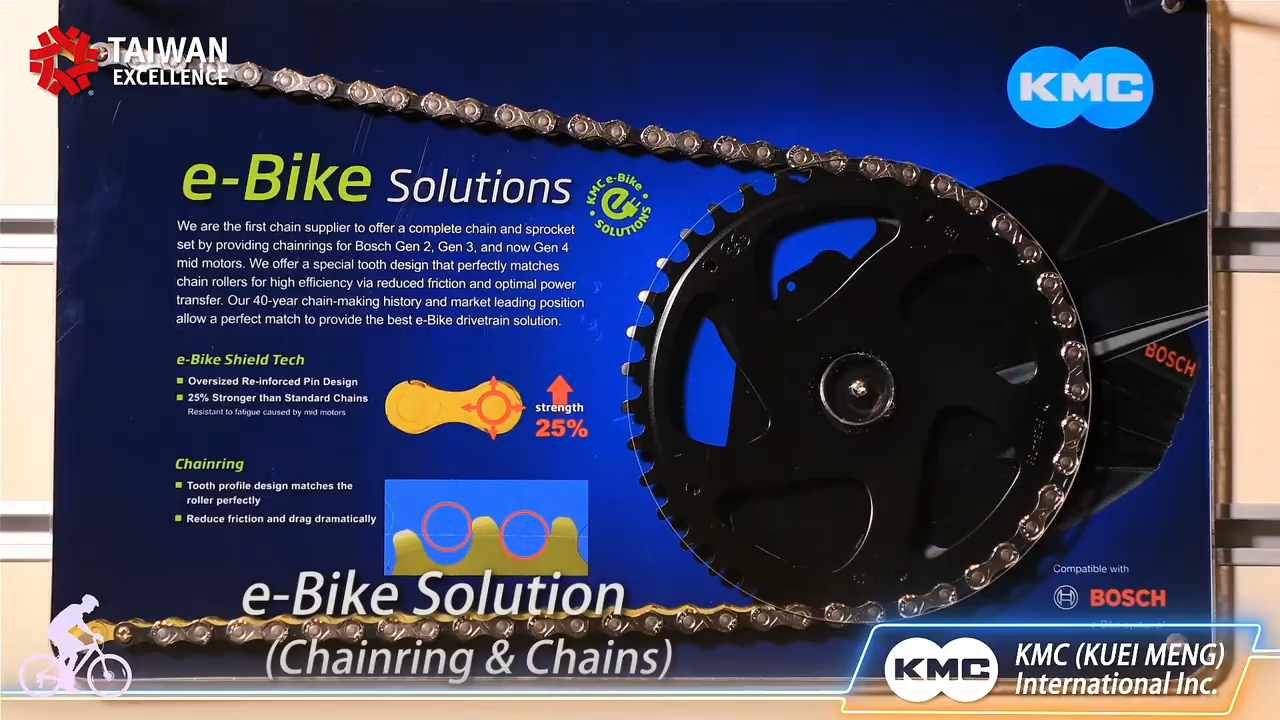 TAIWAN
EXCELLENCE
KMC
e-Bike Solutions
KMC e-Bike
SOLUTIONS
We are the first chain supplier to offer a complete chain and sprocket
set by providing chainrings for Bosch Gen 2, Gen 3, and now Gen 4
mid motors. We offer a special tooth design that perfectly matches
chain rollers for high efficiency via reduced friction and optimal power
transfer. Our 40-year chain-making history and market leading position
allow a perfect match to provide the best e-Bike drivetrain solution.
e-Bike Shield Tech
Oversized Re-inforced Pin Design
25% Stronger than Standard Chains
Resistant to fatigue caused by mid motors
strength
25%
BOSCH
Chainring
Tooth profile design matches the
roller perfectly
Reduce friction and drag dramatically
Compatible with
BOSCH
e-Bike Solution
(Chainring & Chains)
KMC
KMC (KUEI MENG)
International Inc.